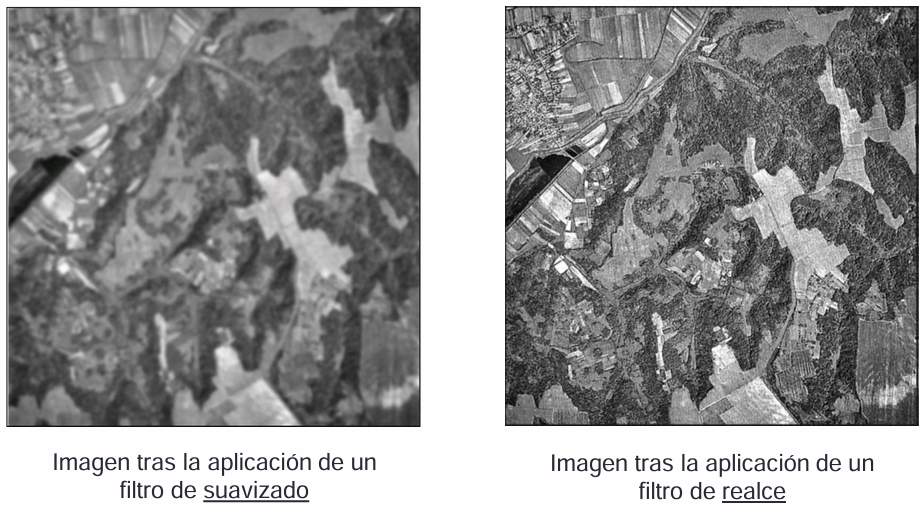 Imagen tras la aplicación de un
filtro de suavizado
Imagen tras la aplicación de un
filtro de realce